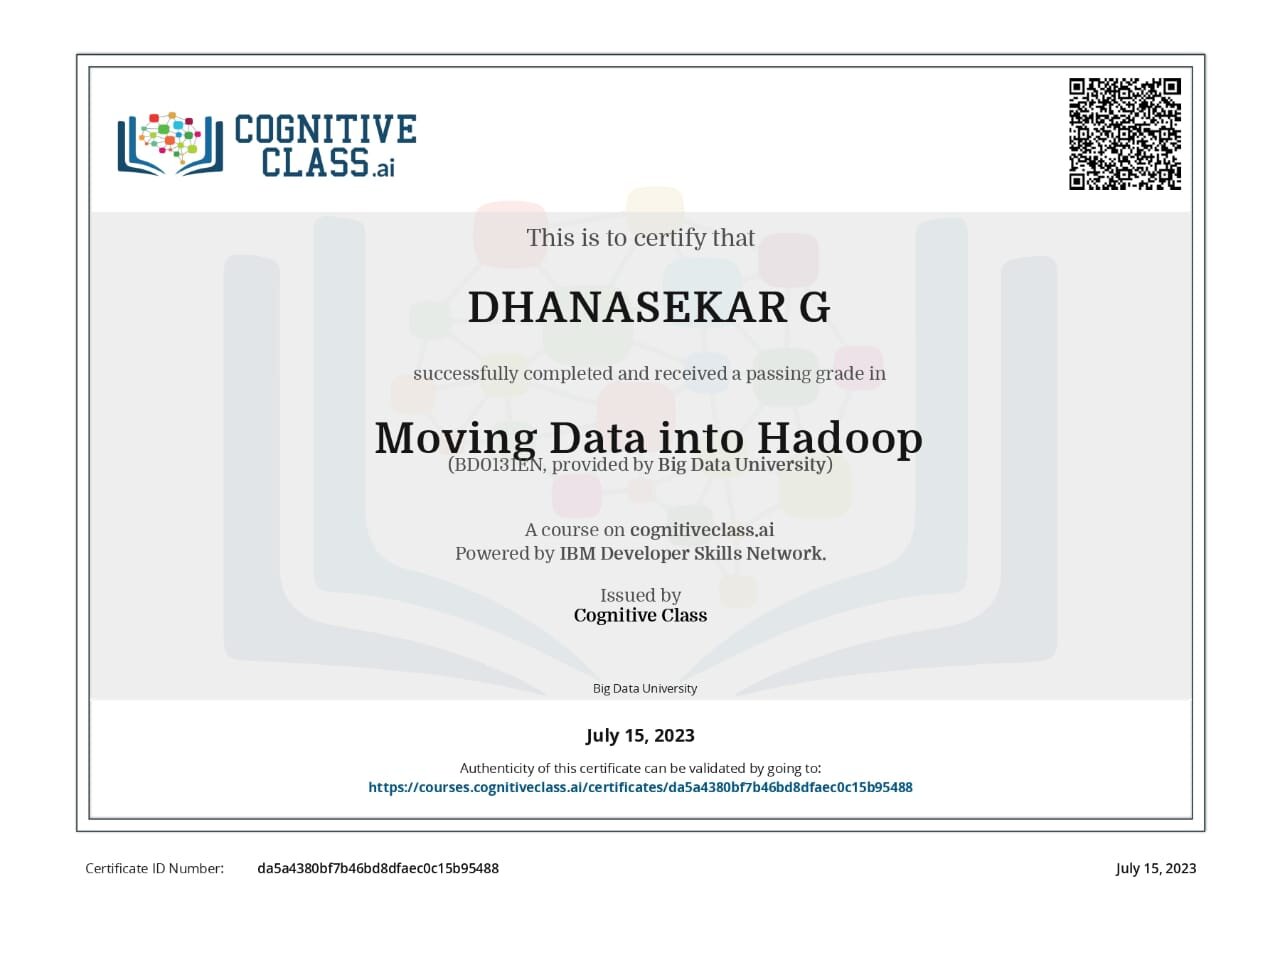 COGNITIVE
CLASS.ai
This is to certify that
DHANASEKAR G
successfully completed and received a passing grade in
Moving Data into Hadoop
(BD0131EN, provided by Big Data University)
A course on cognitiveclass.ai
Powered by IBM Developer Skills Network.
Issued by
Cognitive Class
Big Data University
July 15, 2023
Authenticity of this certificate can be validated by going to:
https://courses.cognitiveclass.ai/certificates/da5a4380bf7b46bd8dfaec0c15b95488
Certificate ID Number: da5a4380bf7b46bd8dfaec0c15b95488 July 15, 2023